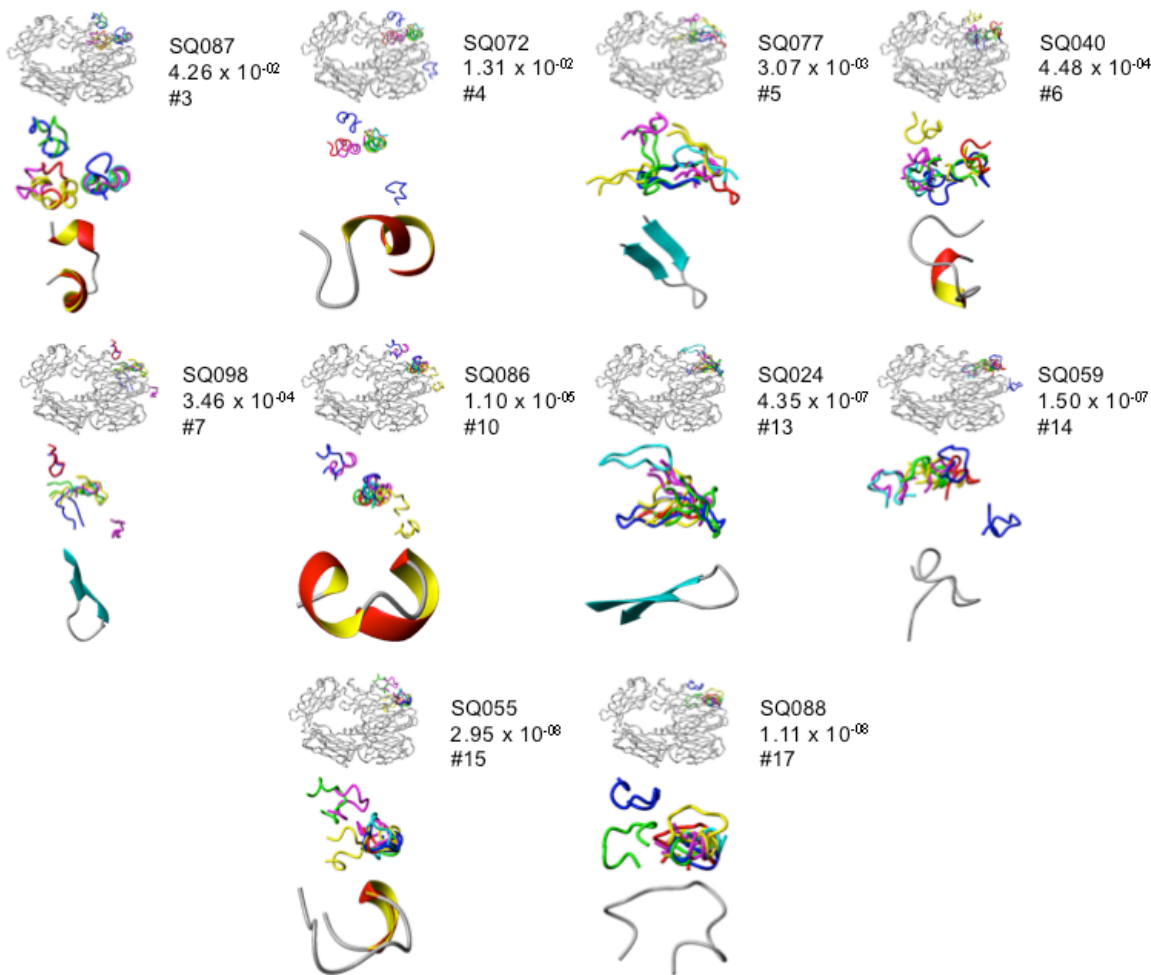 SQ087
4.26 x 10⁻⁰²
#3
SQ072
1.31 x 10⁻⁰²
#4
SQ077
3.07 x 10⁻⁰³
#5
SQ040
4.48 x 10⁻⁰⁴
#6
SQ098
3.46 x 10⁻⁰⁴
#7
SQ086
1.10 x 10⁻⁰⁵
#10
SQ024
4.35 x 10⁻⁰⁷
#13
SQ059
1.50 x 10⁻⁰⁷
#14
SQ055
2.95 x 10⁻⁰⁸
#15
SQ088
1.11 x 10⁻⁰⁸
#17